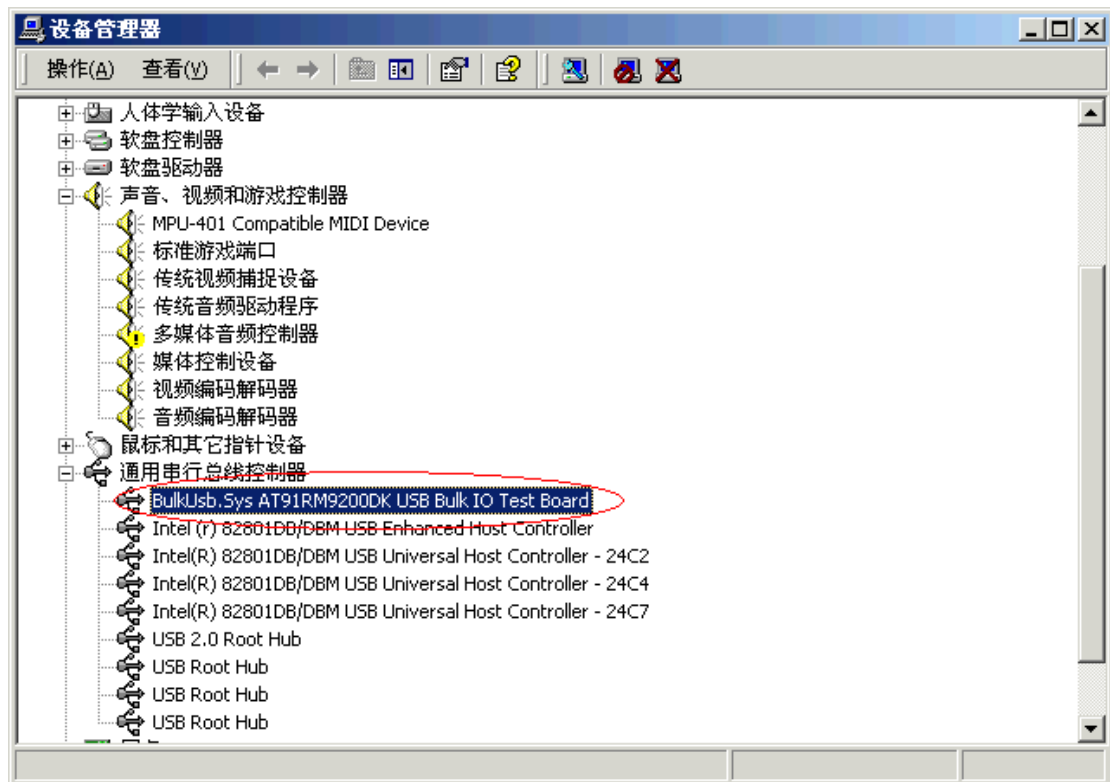 设备管理器
操作(A) 查看(V)
人体学输入设备
软盘控制器
软盘驱动器
声音、视频和游戏控制器
MPU-401 Compatible MIDI Device
标准游戏端口
传统视频捕捉设备
传统音频驱动程序
多媒体音频控制器
媒体控制设备
视频编码解码器
音频编码解码器
鼠标和其它指针设备
通用串行总线控制器
BulkUsb.Sys AT91RM9200DK USB Bulk IO Test Board
Intel (r) 82801DB/DBM USB Enhanced Host Controller
Intel(R) 82801DB/DBM USB Universal Host Controller - 24C2
Intel(R) 82801DB/DBM USB Universal Host Controller - 24C4
Intel(R) 82801DB/DBM USB Universal Host Controller - 24C7
USB 2.0 Root Hub
USB Root Hub
USB Root Hub
USB Root Hub